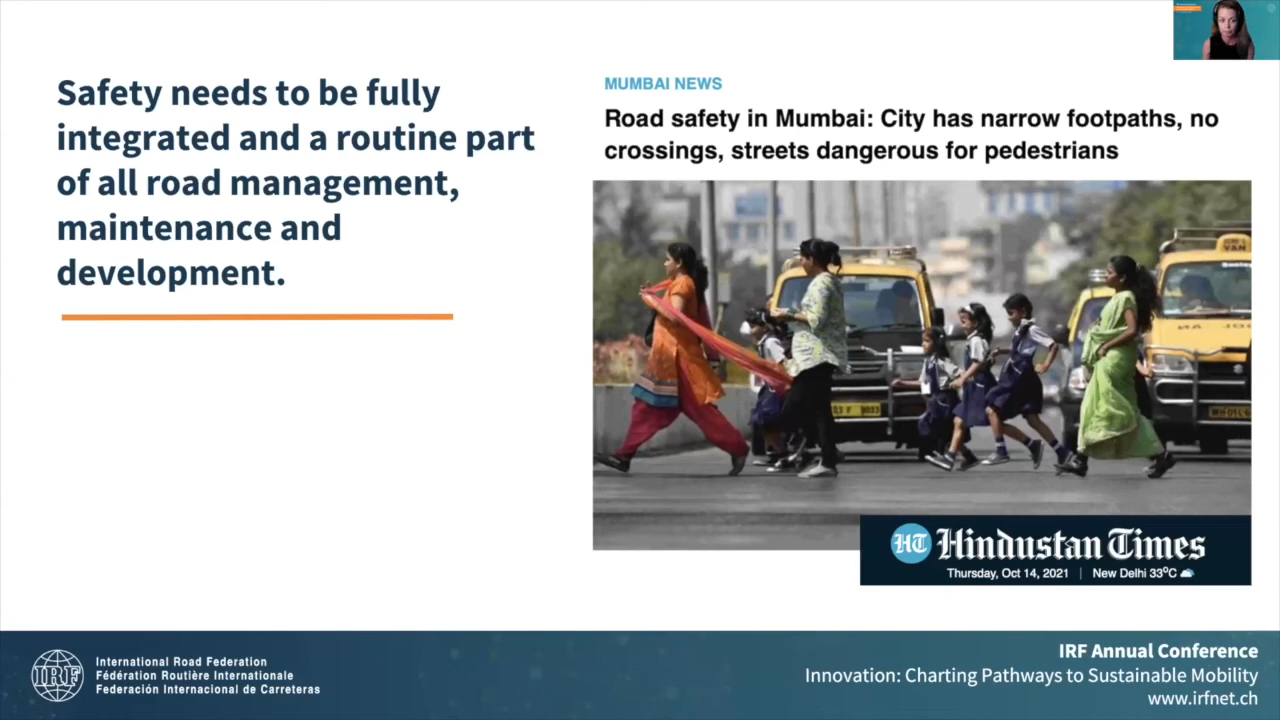 Safety needs to be fully
integrated and a routine part
of all road management,
maintenance and
development.
MUMBAI NEWS
Road safety in Mumbai: City has narrow footpaths, no
crossings, streets dangerous for pedestrians
HT Hindustan Times
Thursday, Oct 14, 2021 | New Delhi 33ºC
IRF
International Road Federation
Fédération Routière Internationale
Federación Internacional de Carreteras
IRF Annual Conference
Innovation: Charting Pathways to Sustainable Mobility
www.irfnet.ch